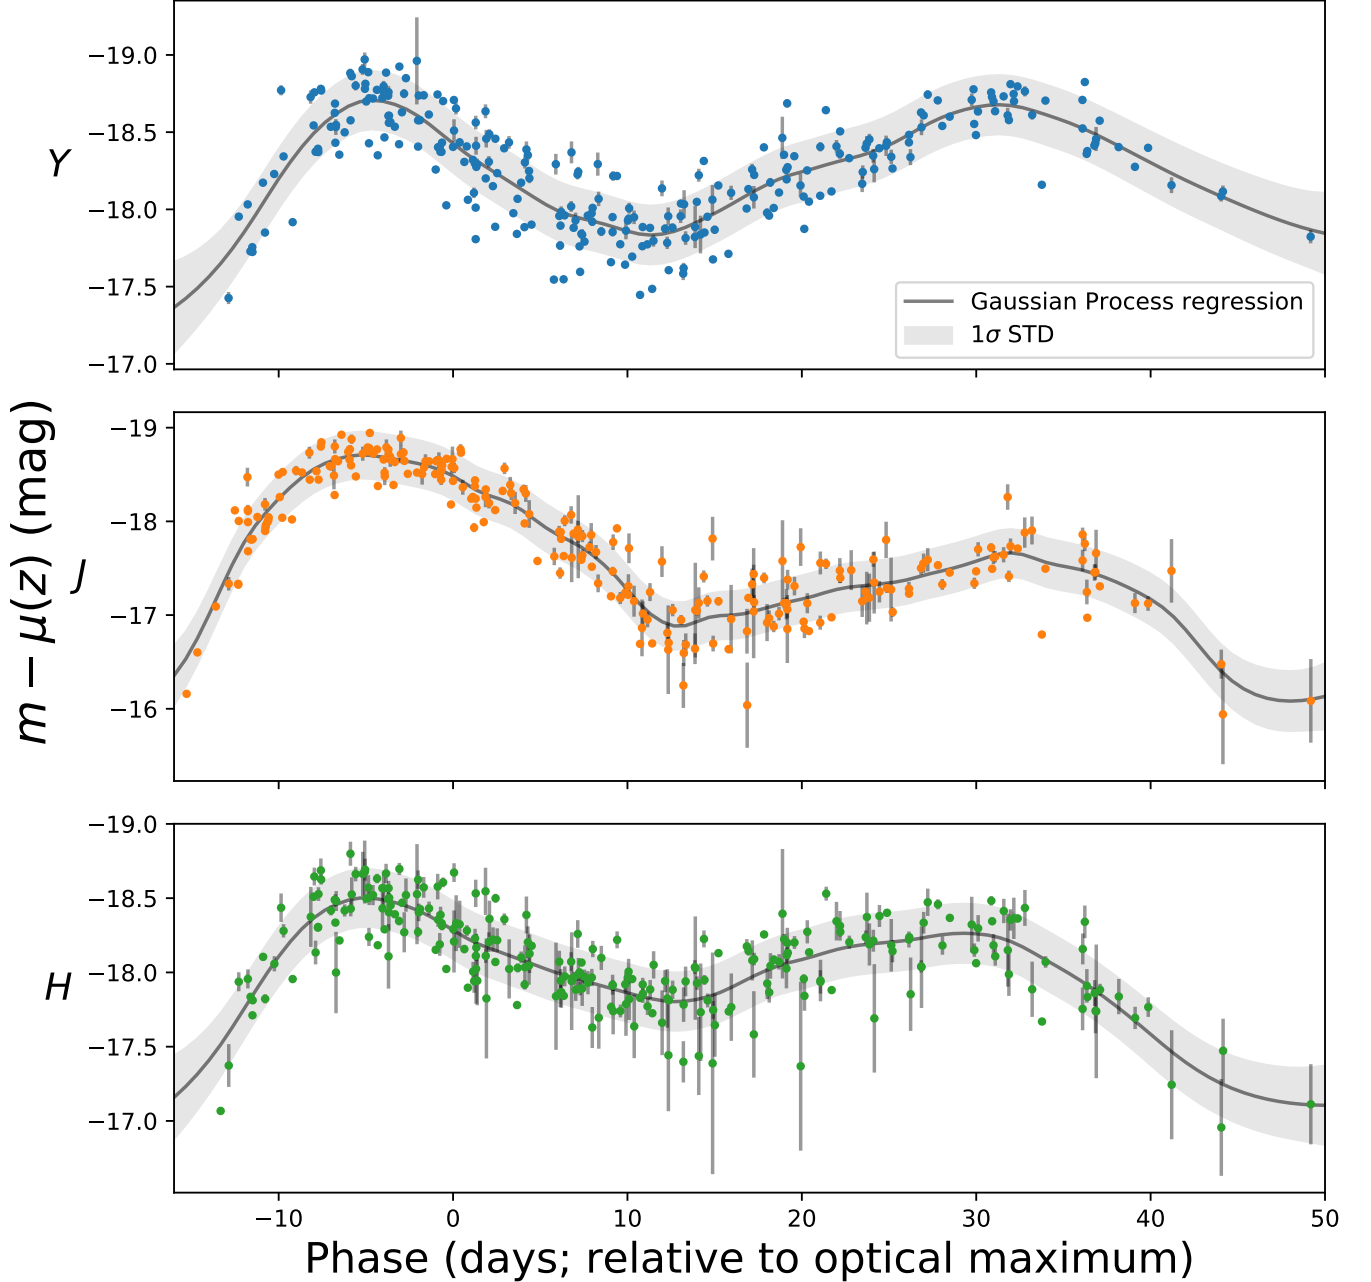 −19.0
−18.5
Y
−18.0
−17.5
−17.0
Gaussian Process regression
1σ STD
m − μ(z) (mag)
−19
−18
J
−17
−16
−19.0
−18.5
H
−18.0
−17.5
−17.0
−10 0 10 20 30 40 50
Phase (days; relative to optical maximum)